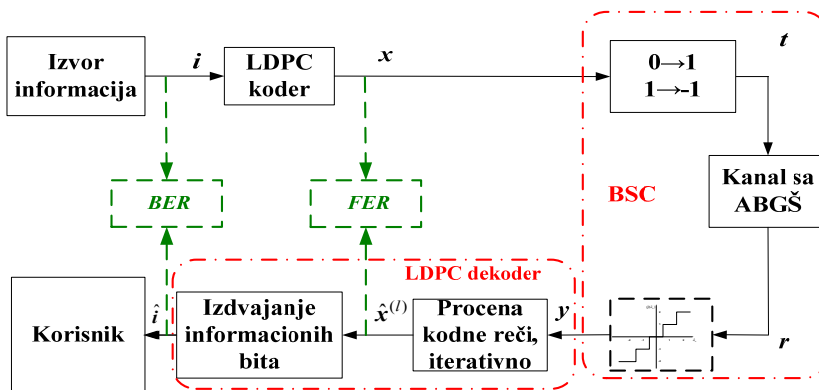 Izvor
informacija
i
LDPC
koder
x
0→1
1→-1
t
BER
FER
BSC
Kanal sa
ABGŠ
LDPC dekoder
Korisnik
î
Izdvajanje
informacionih
bita
x̂⁽ˡ⁾
Procena
kodne reči,
iterativno
y
r